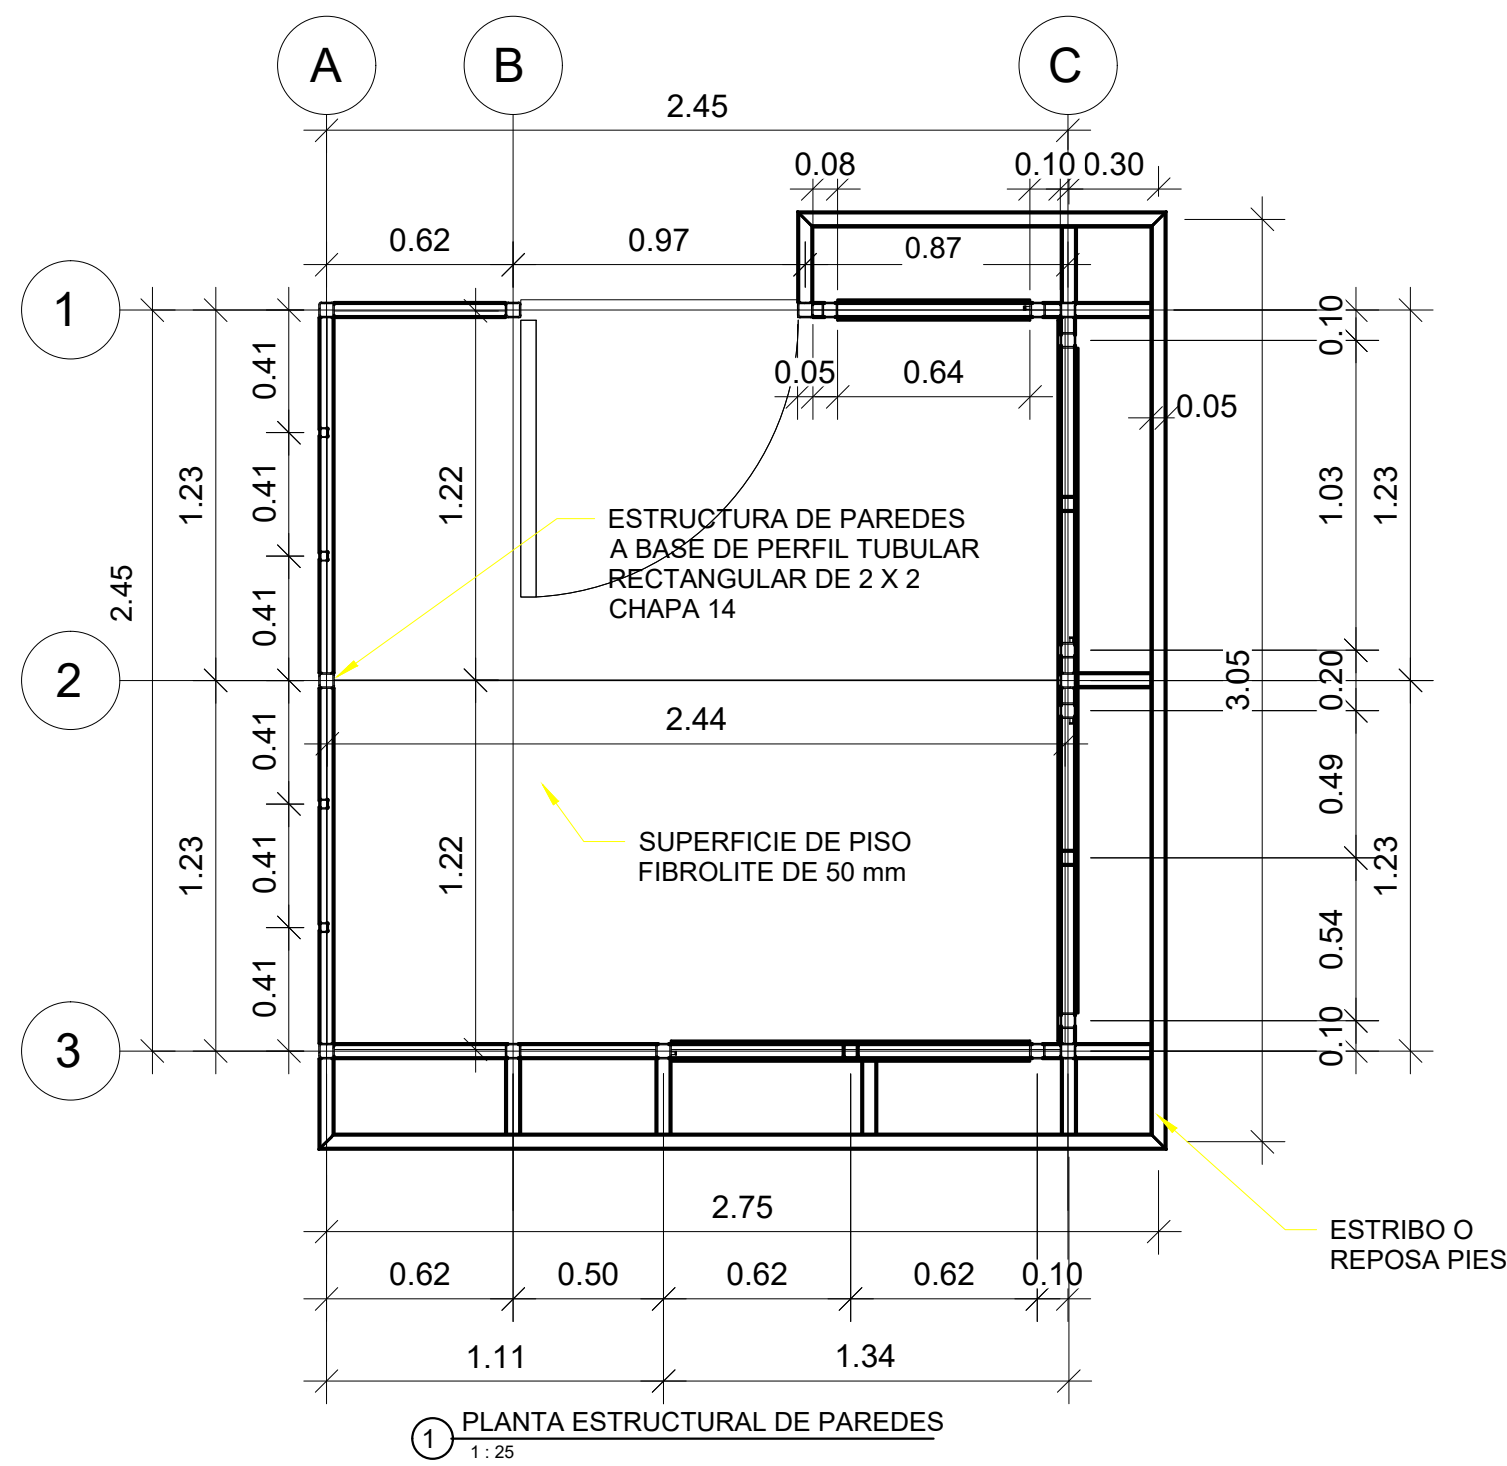 A B C
2.45
0.08 0.10 0.30
0.62 0.97 0.87
1
0.10
0.41
0.05 0.64
0.05
1.23 0.41 1.22 1.03 1.23
ESTRUCTURA DE PAREDES
A BASE DE PERFIL TUBULAR
RECTANGULAR DE 2 X 2
CHAPA 14
2.45
0.41
2
3.05
0.20
2.44
0.41
0.49
SUPERFICIE DE PISO
FIBROLITE DE 50 mm
1.23 0.41 1.22 1.23
0.54
0.41
3
0.10
2.75
ESTRIBO O
REPOSA PIES
0.62 0.50 0.62 0.62 0.10
1.11 1.34
1 PLANTA ESTRUCTURAL DE PAREDES
1 : 25